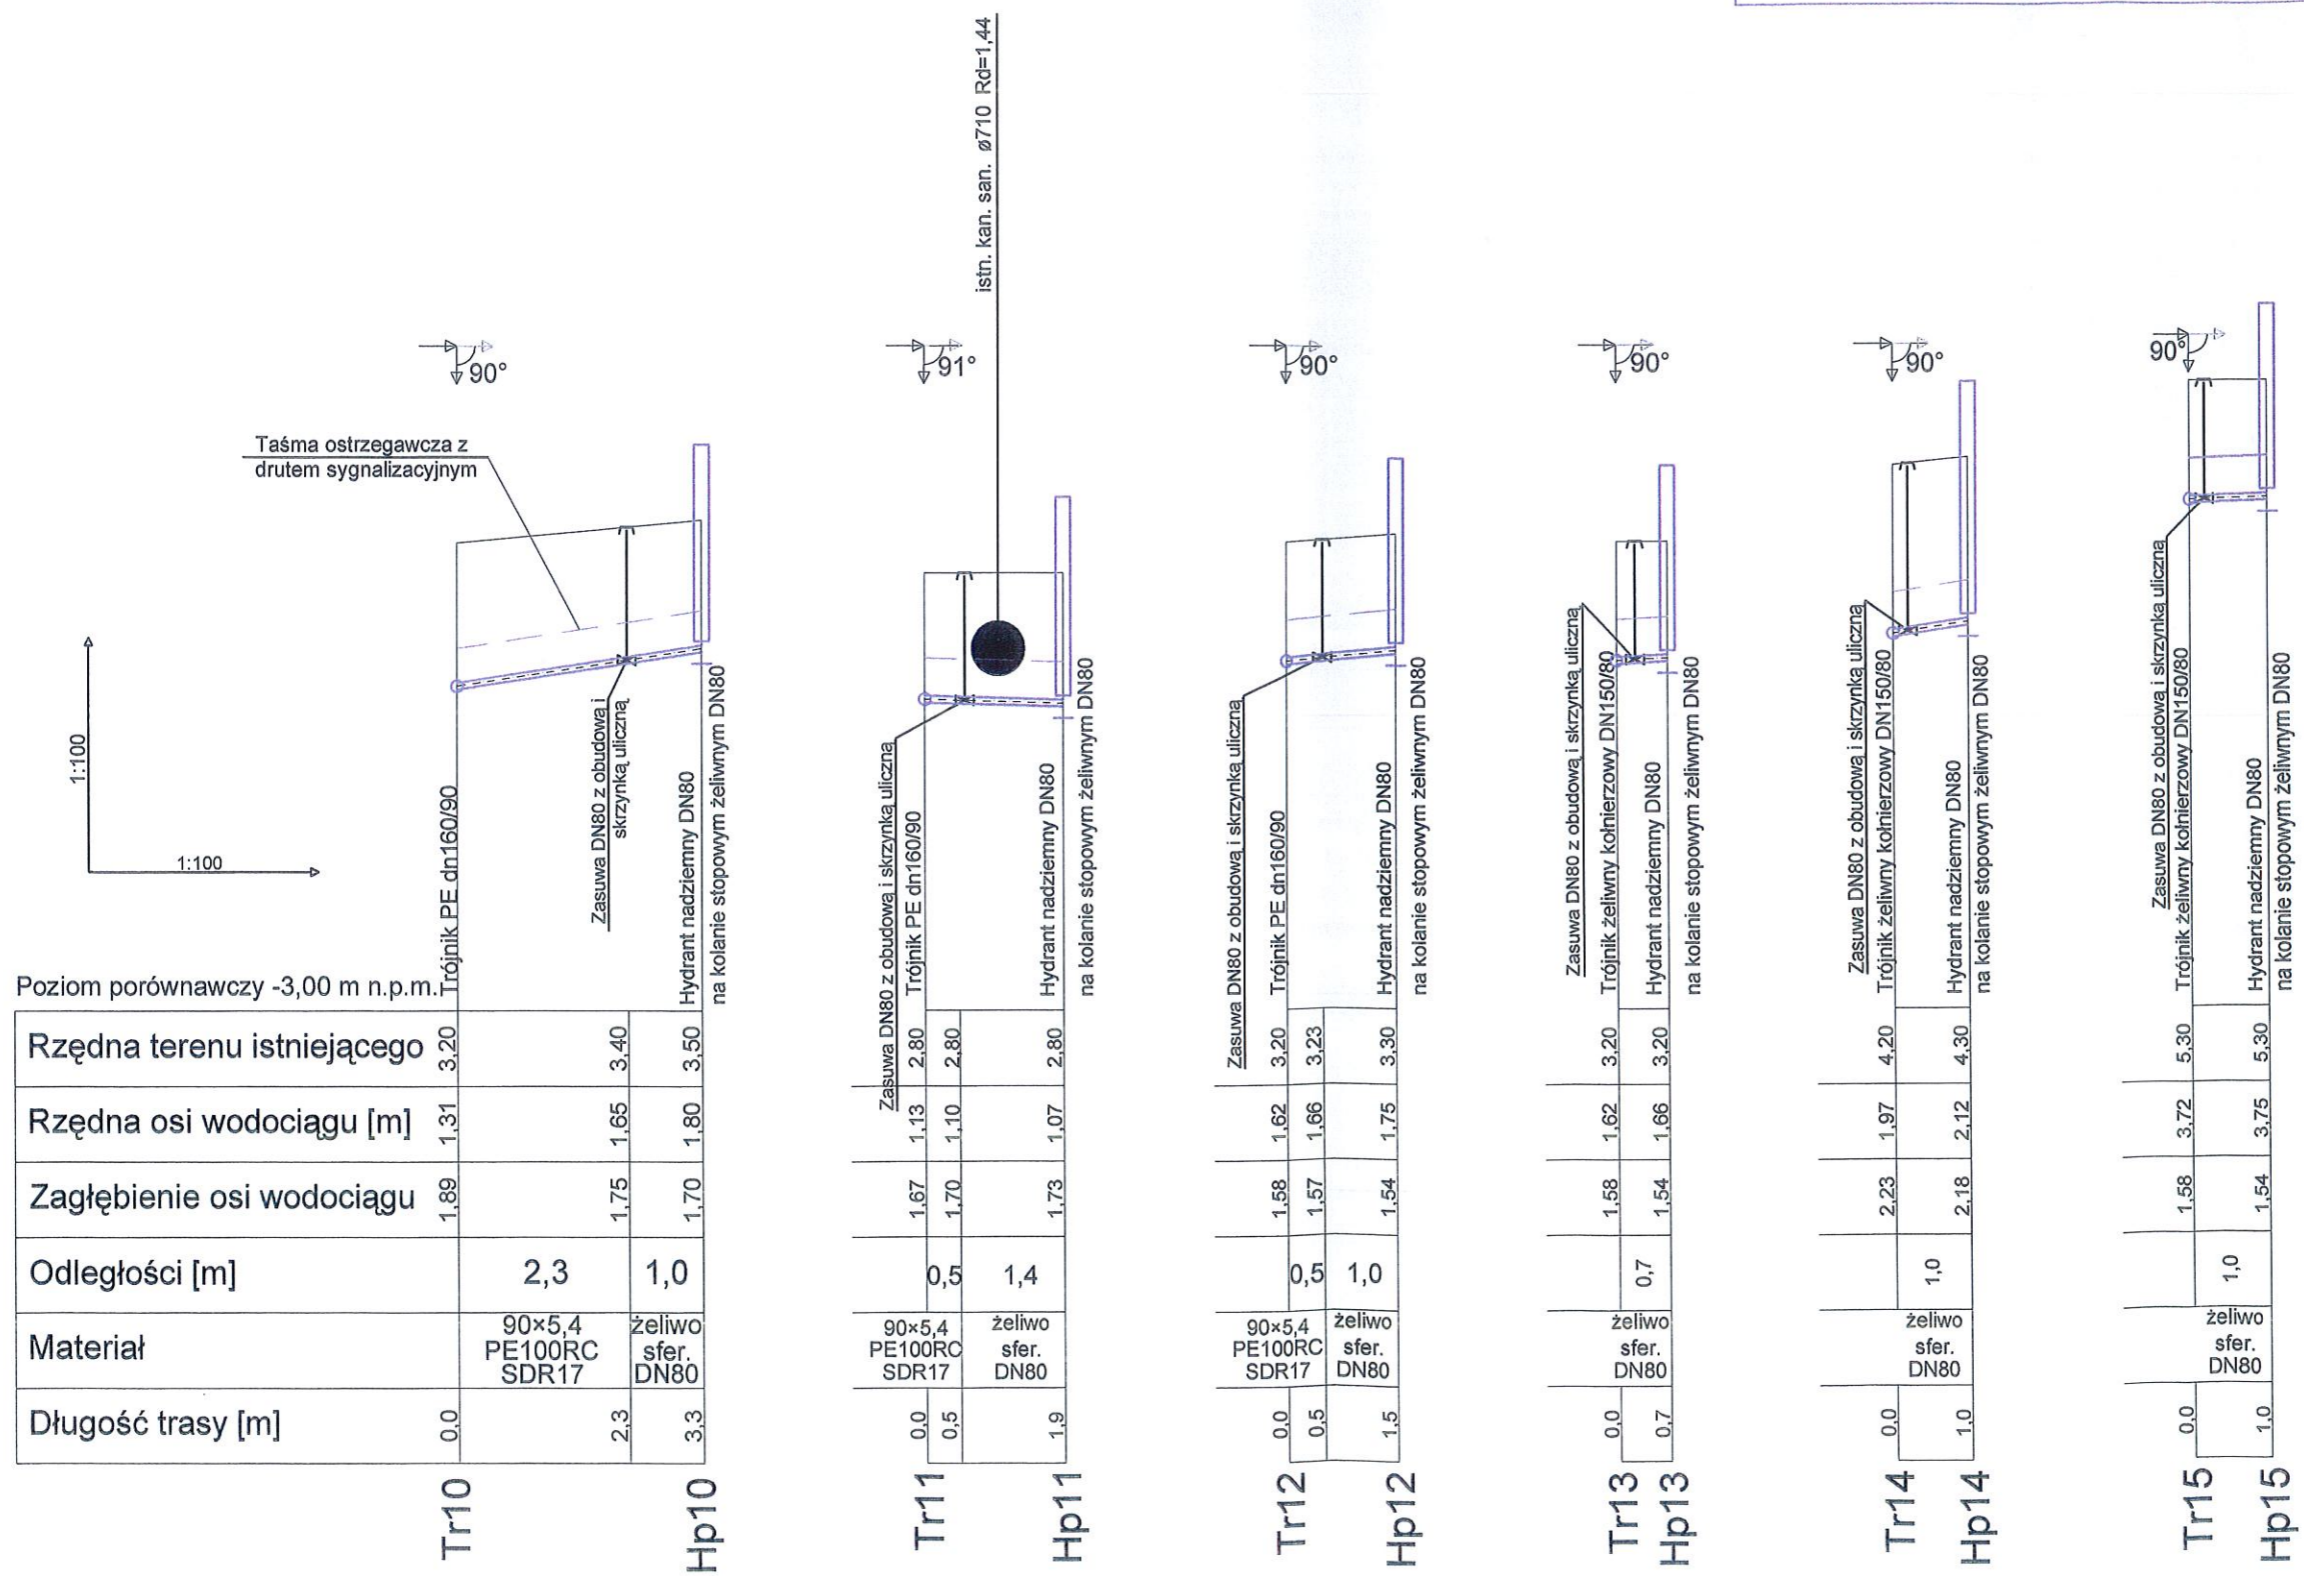 istn. kan. san. ø710 Rd=1,44
90°
91°
90°
90°
90°
90°
Taśma ostrzegawcza z
drutem sygnalizacyjnym
1:100
1:100
Trójnik PE dn160/90
Zasuwa DN80 z obudową i
skrzynką uliczną
Hydrant nadziemny DN80
na kolanie stopowym żeliwnym DN80
Zasuwa DN80 z obudową i skrzynką uliczną
Trójnik PE dn160/90
Hydrant nadziemny DN80
na kolanie stopowym żeliwnym DN80
Zasuwa DN80 z obudową i skrzynką uliczną
Trójnik PE dn160/90
Hydrant nadziemny DN80
na kolanie stopowym żeliwnym DN80
Zasuwa DN80 z obudową i skrzynką uliczną
Trójnik żeliwny kołnierzowy DN150/80
Hydrant nadziemny DN80
na kolanie stopowym żeliwnym DN80
Zasuwa DN80 z obudową i skrzynką uliczną
Trójnik żeliwny kołnierzowy DN150/80
Hydrant nadziemny DN80
na kolanie stopowym żeliwnym DN80
Zasuwa DN80 z obudową i skrzynką uliczną
Trójnik żeliwny kołnierzowy DN150/80
Hydrant nadziemny DN80
na kolanie stopowym żeliwnym DN80
Poziom porównawczy -3,00 m n.p.m.
Rzędna terenu istniejącego 3,20 3,40 3,50 2,80 2,80 2,80 3,20 3,23 3,30 3,20 3,20 4,20 4,30 5,30 5,30
Rzędna osi wodociągu [m] 1,31 1,65 1,80 1,13 1,10 1,07 1,62 1,66 1,75 1,62 1,66 1,97 2,12 3,72 3,75
Zagłębienie osi wodociągu 1,89 1,75 1,70 1,67 1,70 1,73 1,58 1,57 1,54 1,58 1,54 2,23 2,18 1,58 1,54
Odległości [m] 2,3 1,0 0,5 1,4 0,5 1,0 0,7 1,0 1,0
Materiał
90×5,4
PE100RC
SDR17
żeliwo
sfer.
DN80
90×5,4
PE100RC
SDR17
żeliwo
sfer.
DN80
90×5,4
PE100RC
SDR17
żeliwo
sfer.
DN80
żeliwo
sfer.
DN80
żeliwo
sfer.
DN80
żeliwo
sfer.
DN80
Długość trasy [m] 0,0 2,3 3,3 0,0 0,5 1,9 0,0 0,5 1,5 0,0 0,7 0,0 1,0 0,0 1,0
Tr10 Hp10 Tr11 Hp11 Tr12 Hp12 Tr13 Hp13 Tr14 Hp14 Tr15 Hp15